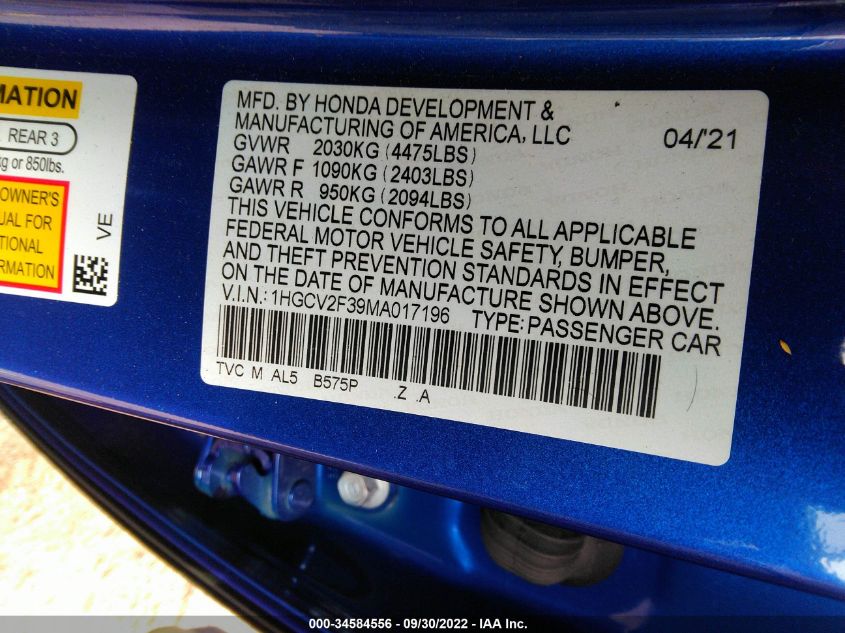 MATION
REAR 3
kg or 850lbs.
OWNER'S
UAL FOR
TIONAL
ORMATION
VE
MFD. BY HONDA DEVELOPMENT &
MANUFACTURING OF AMERICA, LLC 04/'21
GVWR 2030KG (4475LBS)
GAWR F 1090KG (2403LBS)
GAWR R 950KG (2094LBS)
THIS VEHICLE CONFORMS TO ALL APPLICABLE
FEDERAL MOTOR VEHICLE SAFETY, BUMPER,
AND THEFT PREVENTION STANDARDS IN EFFECT
ON THE DATE OF MANUFACTURE SHOWN ABOVE.
V.I.N.: 1HGCV2F39MA017196 TYPE: PASSENGER CAR
TVC M AL5 B575P .Z .A
000-34584556 - 09/30/2022 - IAA Inc.